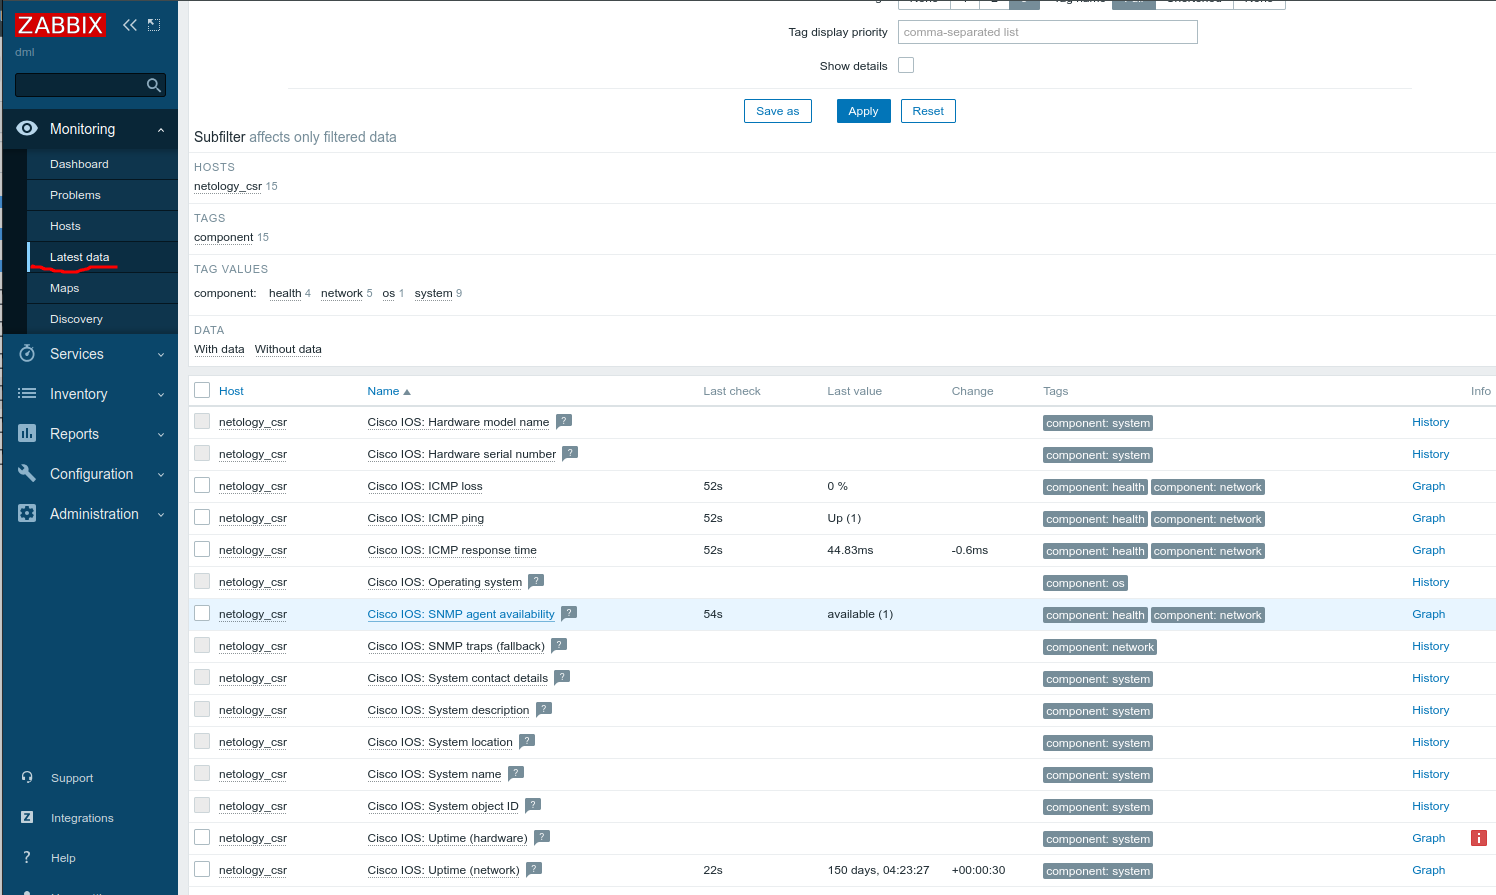 ZABBIX
dml
Monitoring
Dashboard
Problems
Hosts
Latest data
Maps
Discovery
Services
Inventory
Reports
Configuration
Administration
Support
Integrations
Help
Tag display priority comma-separated list
Show details
Save as Apply Reset
Subfilter affects only filtered data
HOSTS
netology_csr 15
TAGS
component 15
TAG VALUES
component: health 4 network 5 os 1 system 9
DATA
With data Without data
Host Name Last check Last value Change Tags Info
netology_csr Cisco IOS: Hardware model name ? component: system History
netology_csr Cisco IOS: Hardware serial number ? component: system History
netology_csr Cisco IOS: ICMP loss 52s 0 % component: health component: network Graph
netology_csr Cisco IOS: ICMP ping 52s Up (1) component: health component: network Graph
netology_csr Cisco IOS: ICMP response time 52s 44.83ms -0.6ms component: health component: network Graph
netology_csr Cisco IOS: Operating system ? component: os History
netology_csr Cisco IOS: SNMP agent availability ? 54s available (1) component: health component: network Graph
netology_csr Cisco IOS: SNMP traps (fallback) ? component: network History
netology_csr Cisco IOS: System contact details ? component: system History
netology_csr Cisco IOS: System description ? component: system History
netology_csr Cisco IOS: System location ? component: system History
netology_csr Cisco IOS: System name ? component: system History
netology_csr Cisco IOS: System object ID ? component: system History
netology_csr Cisco IOS: Uptime (hardware) ? component: system Graph i
netology_csr Cisco IOS: Uptime (network) ? 22s 150 days, 04:23:27 +00:00:30 component: system Graph